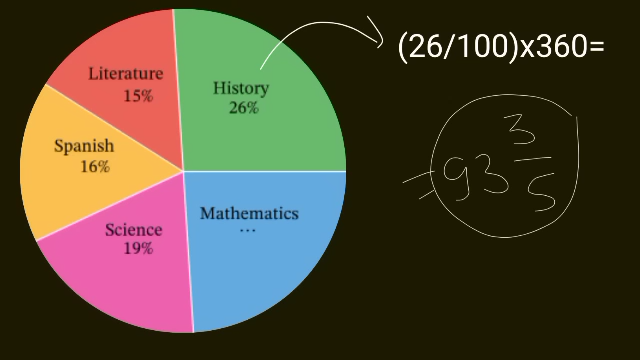 (26/100)x360=
Literature
15%
History
26%
Spanish
16%
= 93 3/5
Mathematics
...
Science
19%